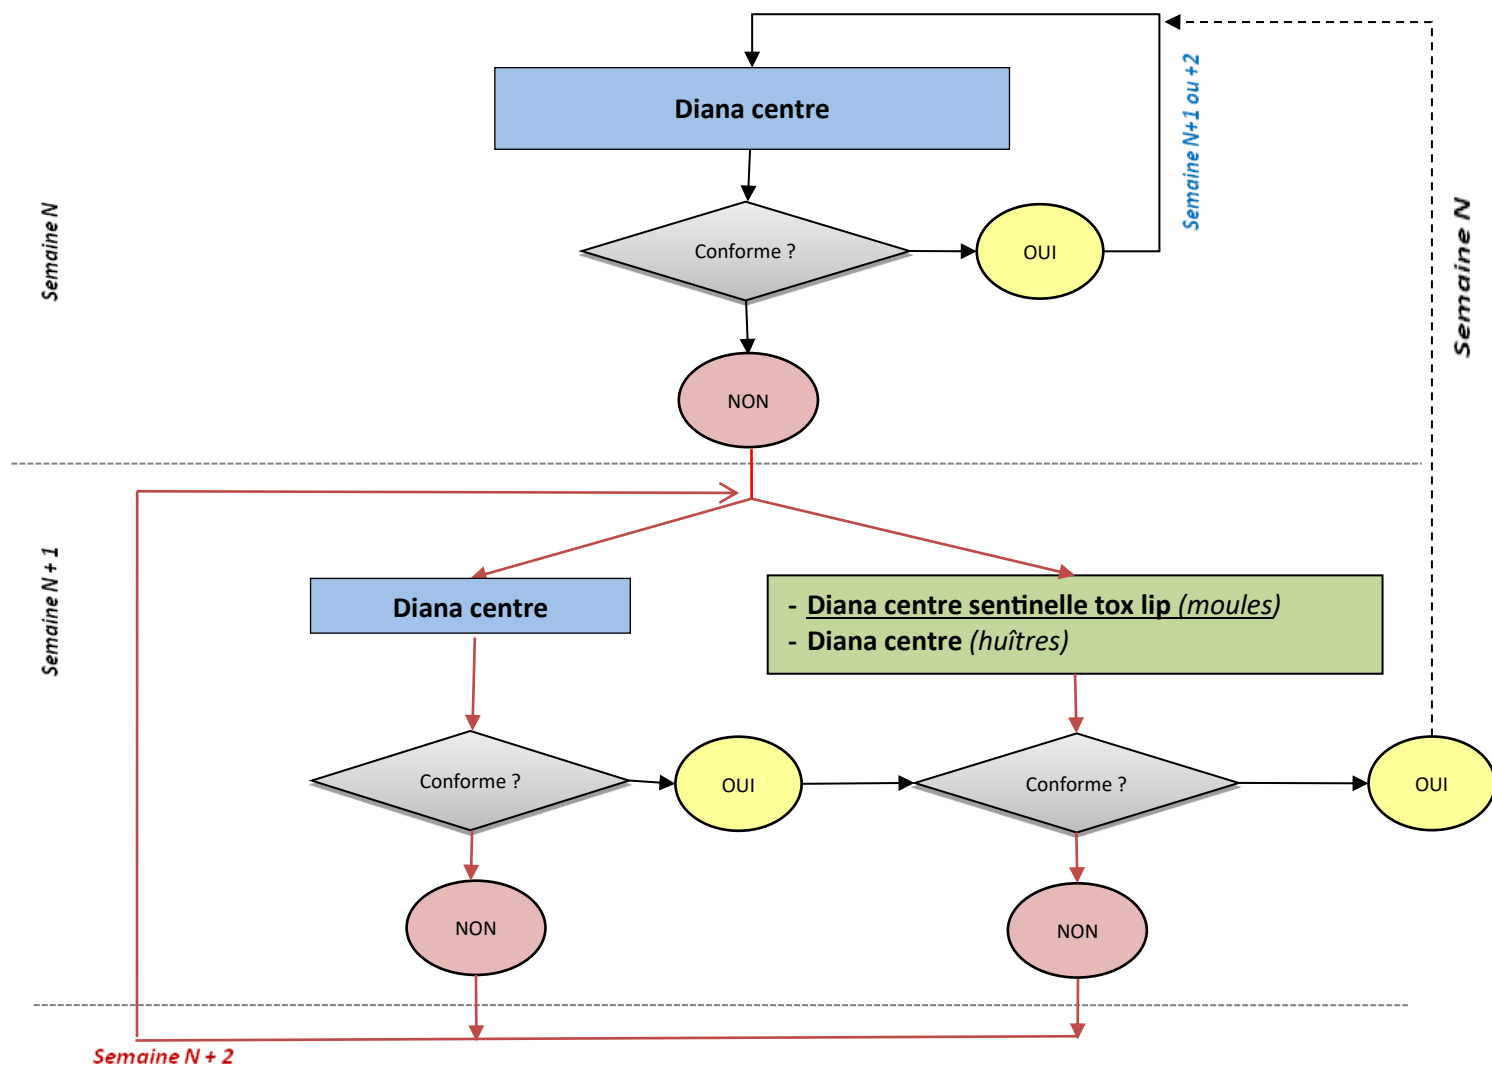 Diana centre
Semaine N+1 ou +2
Semaine N
Conforme ?
OUI
Semaine N
NON
Semaine N + 1
Diana centre
- Diana centre sentinelle tox lip (moules)
- Diana centre (huîtres)
Conforme ?
OUI
Conforme ?
OUI
NON
NON
Semaine N + 2